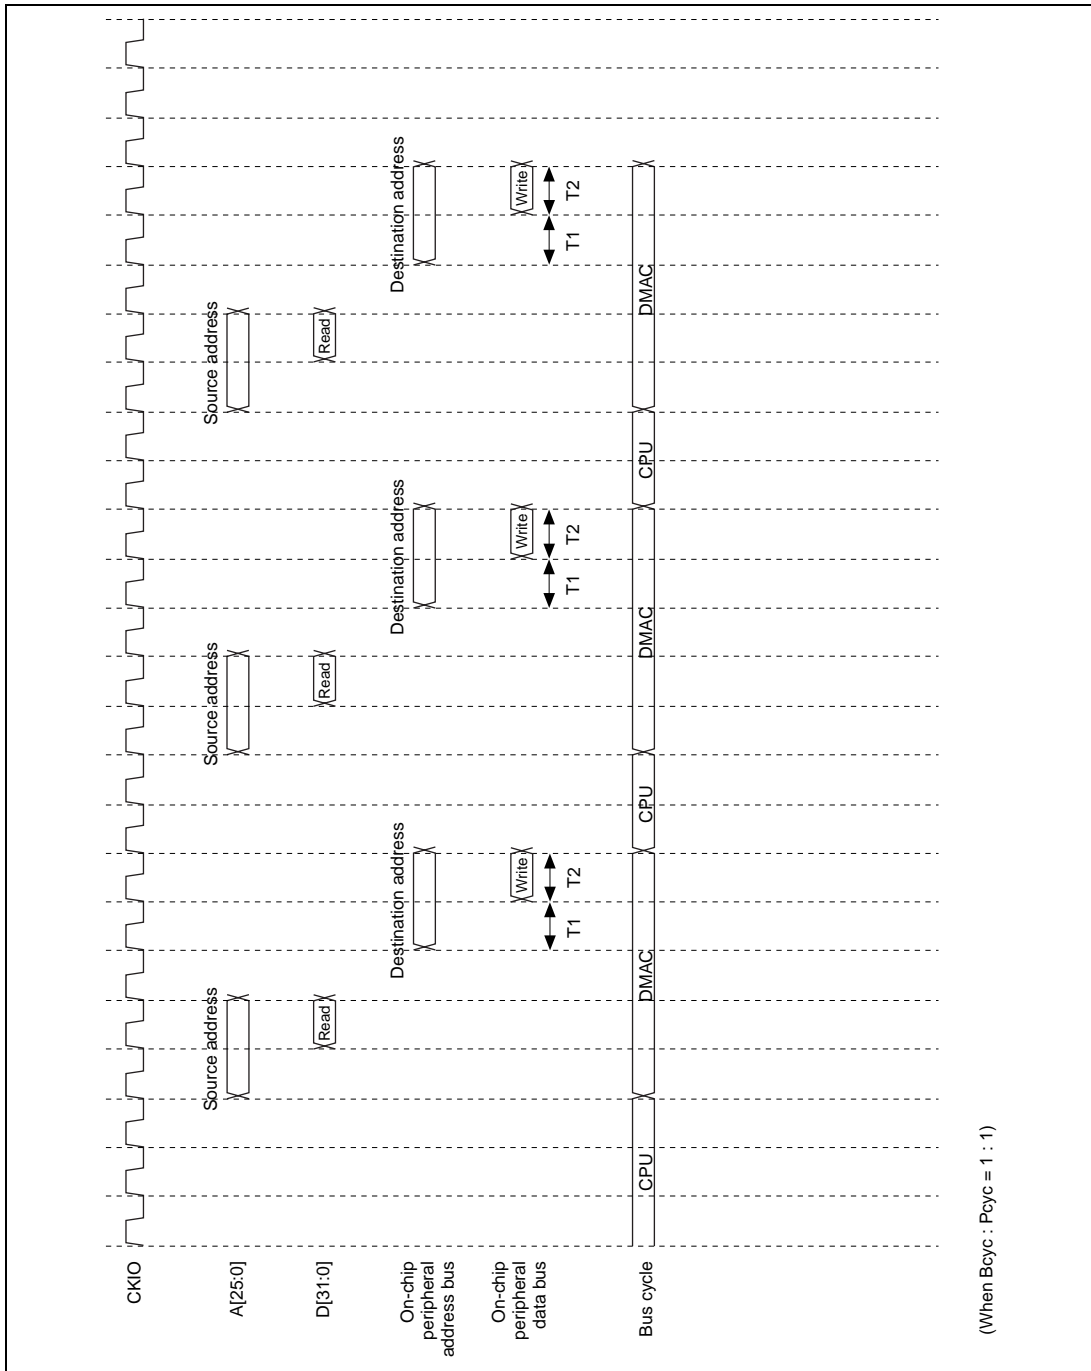 CKIO
A[25:0]
Source address
Source address
Source address
D[31:0]
Read
Read
Read
On-chip
peripheral
address bus
Destination address
Destination address
Destination address
On-chip
peripheral
data bus
Write
Write
Write
T1
T2
T1
T2
T1
T2
Bus cycle
CPU
DMAC
CPU
DMAC
CPU
DMAC
(When Bcyc : Pcyc = 1 : 1)